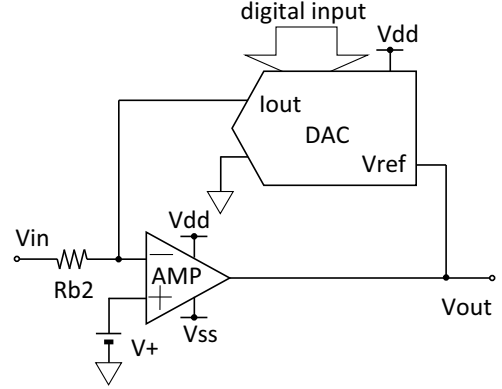 digital input
Vdd
Iout
DAC
Vref
Vdd
Vin
AMP
Rb2
Vout
V+
Vss